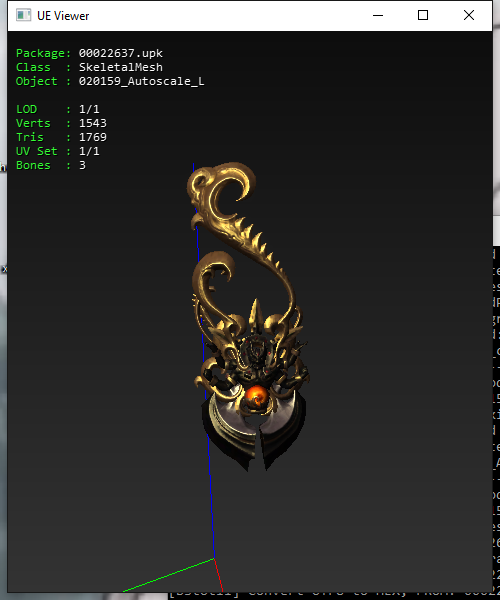 UE Viewer
Package: 00022637.upk
Class : SkeletalMesh
Object : 020159_Autoscale_L
LOD : 1/1
Verts : 1543
Tris : 1769
UV Set : 1/1
Bones : 3